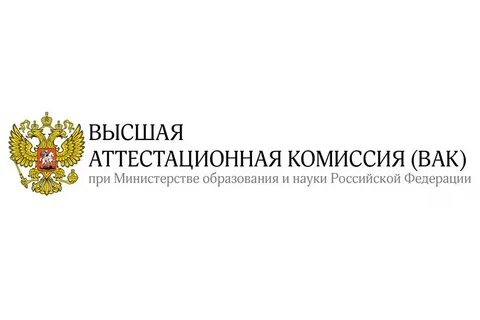 ВЫСШАЯ
АТТЕСТАЦИОННАЯ КОМИССИЯ (ВАК)
при Министерстве образования и науки Российской Федерации